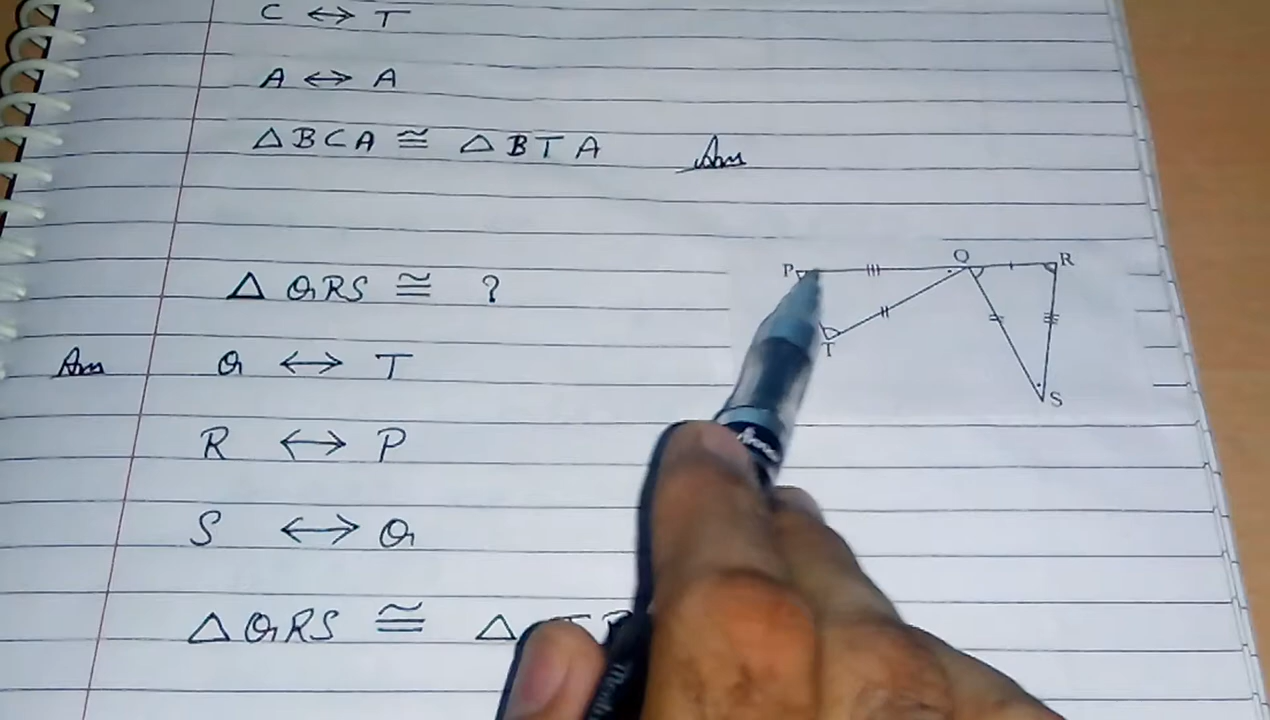 C ↔ T
A ↔ A
△BCA ≅ △BTA Ans
△QRS ≅ ?
Ans Q ↔ T
R ↔ P
S ↔ Q
△QRS ≅ △T
P Q R
T S